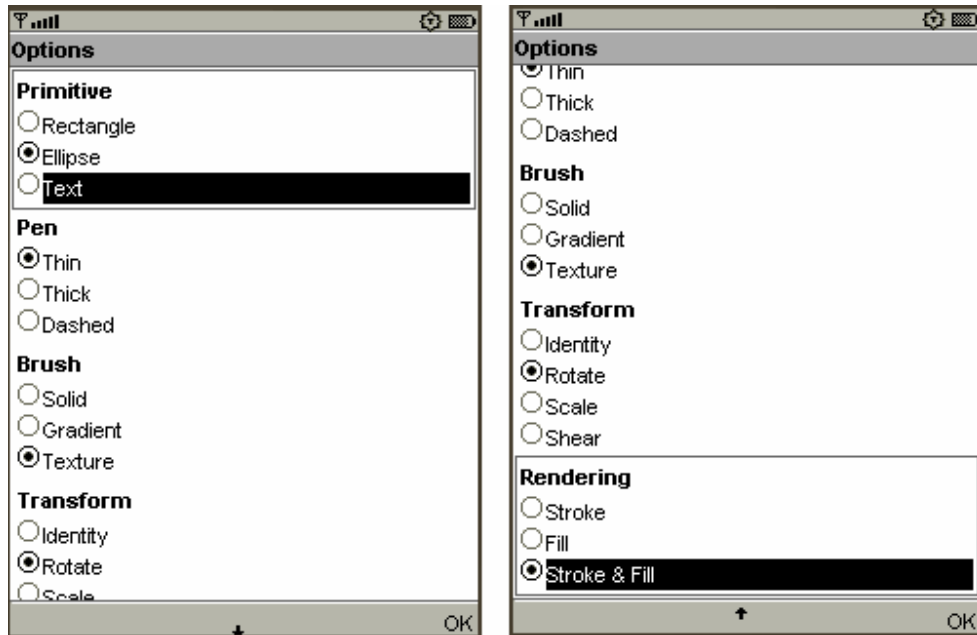 Options
Primitive
Rectangle
Ellipse
Text
Pen
Thin
Thick
Dashed
Brush
Solid
Gradient
Texture
Transform
Identity
Rotate
Scale
OK
Options
Thin
Thick
Dashed
Brush
Solid
Gradient
Texture
Transform
Identity
Rotate
Scale
Shear
Rendering
Stroke
Fill
Stroke & Fill
OK